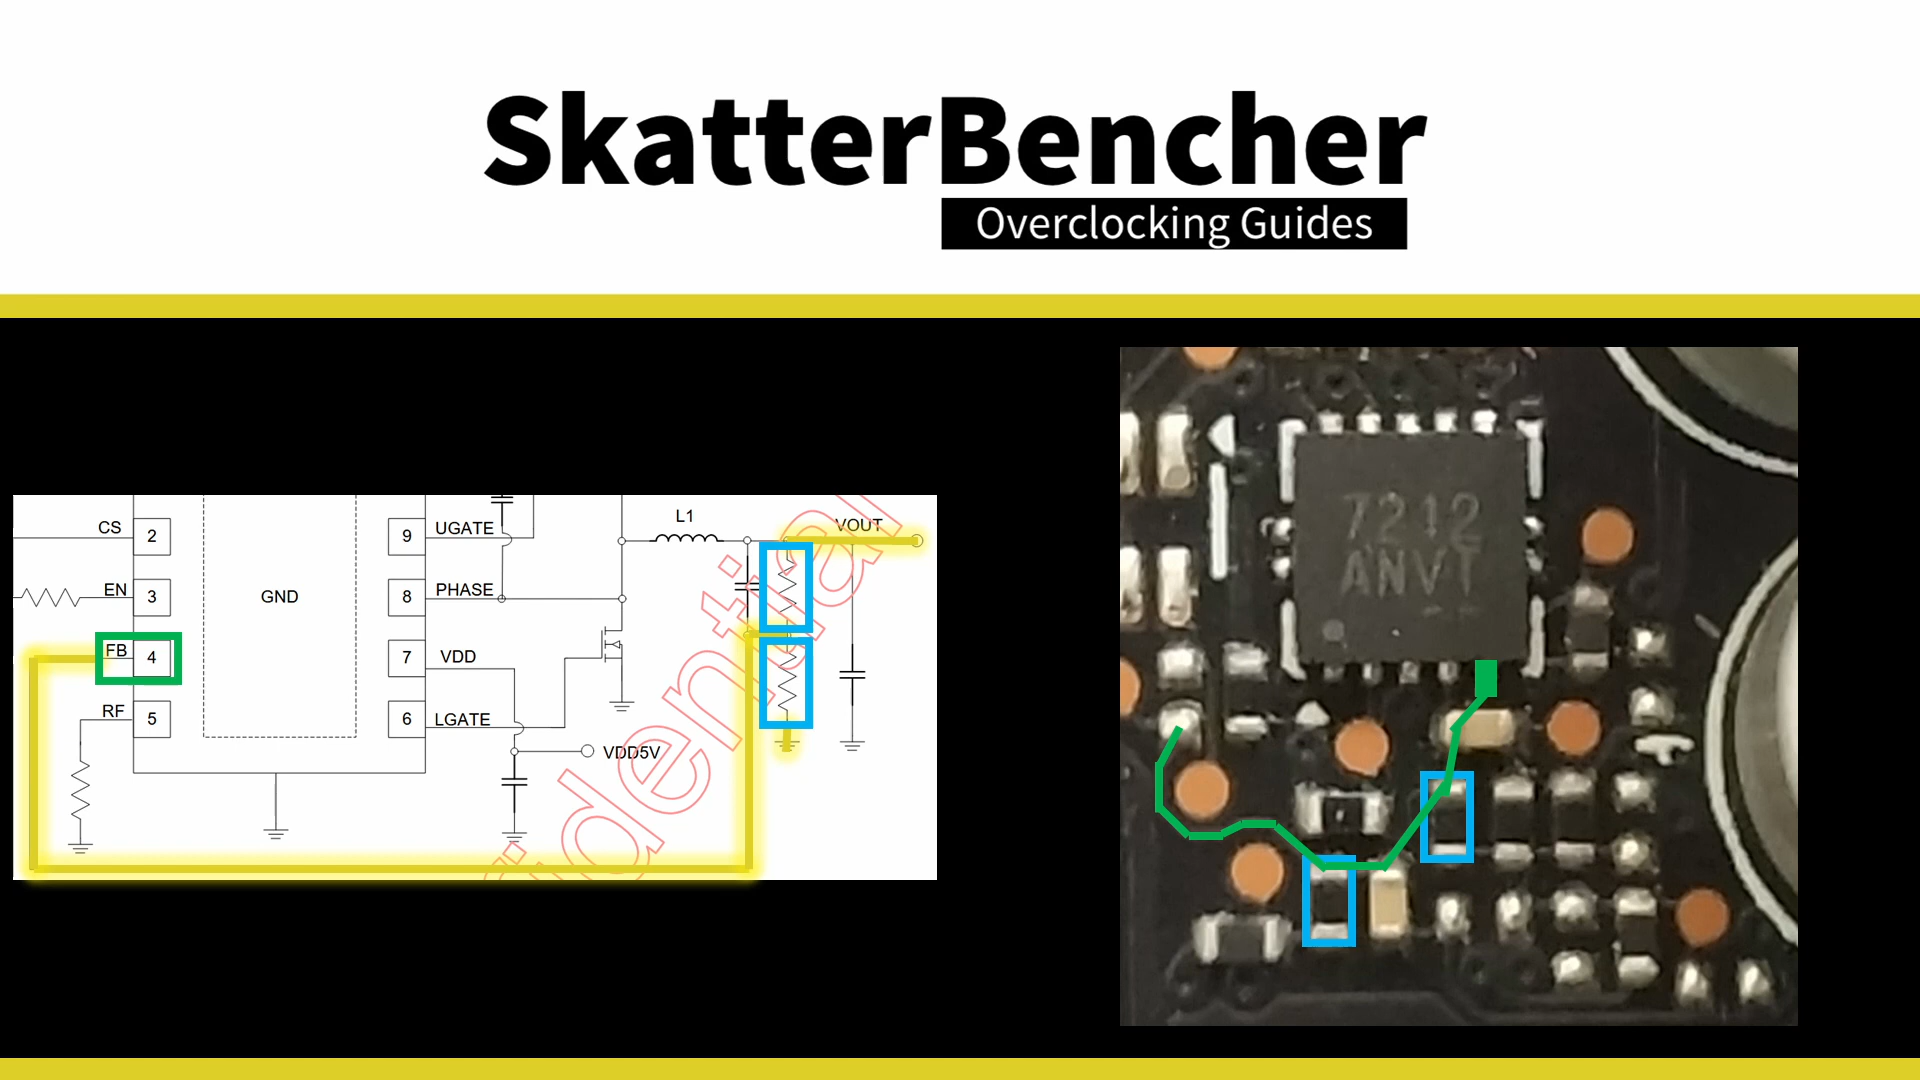 SkatterBencher
Overclocking Guides
CS 2
EN 3
FB 4
RF 5
GND
9 UGATE
8 PHASE
7 VDD
6 LGATE
L1
VOUT
VDD5V
idential
7212
ANVT